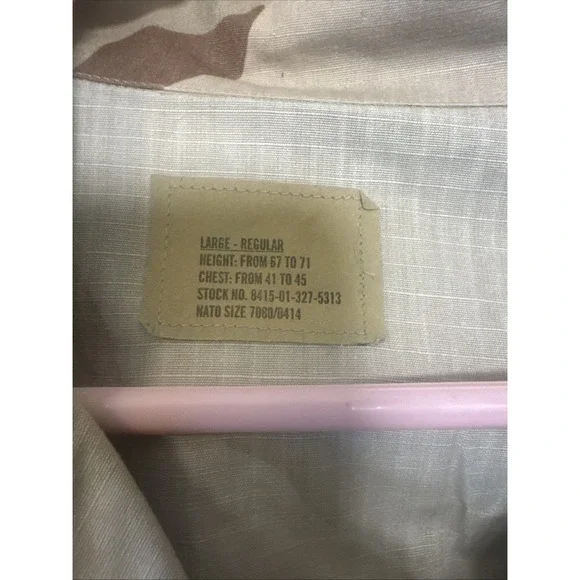 LARGE - REGULAR
HEIGHT: FROM 67 TO 71
CHEST: FROM 41 TO 45
STOCK NO. 8415-01-327-5313
NATO SIZE 7080/0414